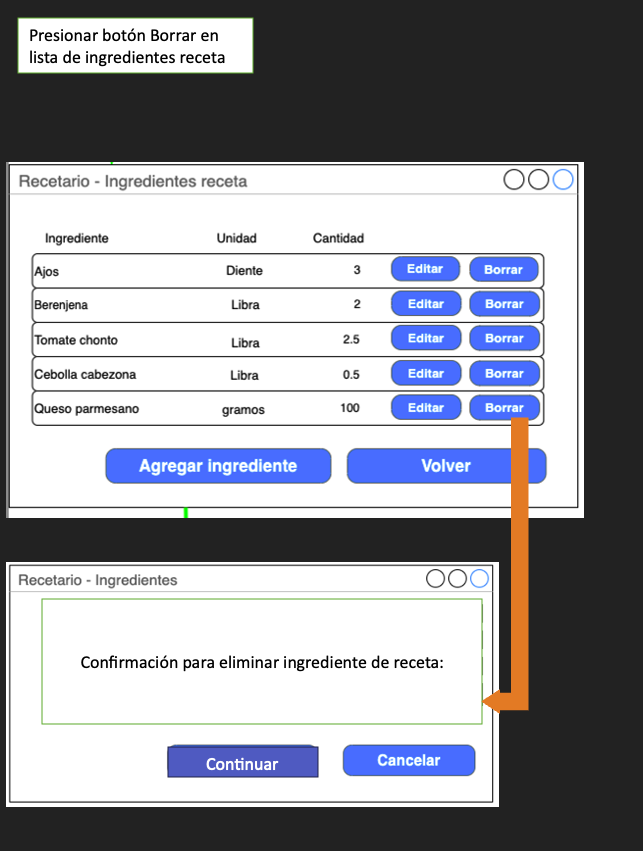 Presionar botón Borrar en
lista de ingredientes receta
Recetario - Ingredientes receta
Ingrediente Unidad Cantidad
Ajos Diente 3 Editar Borrar
Berenjena Libra 2 Editar Borrar
Tomate chonto Libra 2.5 Editar Borrar
Cebolla cabezona Libra 0.5 Editar Borrar
Queso parmesano gramos 100 Editar Borrar
Agregar ingrediente Volver
Recetario - Ingredientes
Confirmación para eliminar ingrediente de receta:
Continuar Cancelar